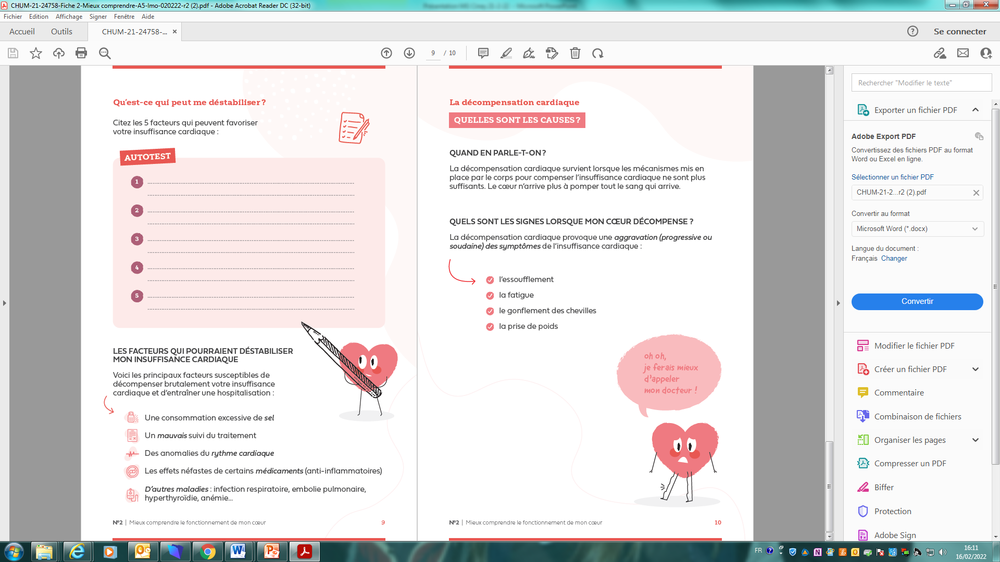 CHUM-21-24758-Fiche 2-Mieux comprendre-A5-Imo-020222-r2 (2).pdf - Adobe Acrobat Reader DC (32-bit)
Fichier Edition Affichage Signer Fenêtre Aide
Accueil Outils CHUM-21-24758-... × Se connecter
9 / 10
Qu'est-ce qui peut me déstabiliser ?
Citez les 5 facteurs qui peuvent favoriser
votre insuffisance cardiaque :
AUTOTEST
1
2
3
4
5
LES FACTEURS QUI POURRAIENT DÉSTABILISER
MON INSUFFISANCE CARDIAQUE
Voici les principaux facteurs susceptibles de
décompenser brutalement votre insuffisance
cardiaque et d'entraîner une hospitalisation :
Une consommation excessive de sel
Un mauvais suivi du traitement
Des anomalies du rythme cardiaque
Les effets néfastes de certains médicaments (anti-inflammatoires)
D'autres maladies : infection respiratoire, embolie pulmonaire,
hyperthyroïdie, anémie...
N°2 | Mieux comprendre le fonctionnement de mon cœur 9
La décompensation cardiaque
QUELLES SONT LES CAUSES ?
QUAND EN PARLE-T-ON ?
La décompensation cardiaque survient lorsque les mécanismes mis en
place par le corps pour compenser l'insuffisance cardiaque ne sont plus
suffisants. Le cœur n'arrive plus à pomper tout le sang qui arrive.
QUELS SONT LES SIGNES LORSQUE MON CŒUR DÉCOMPENSE ?
La décompensation cardiaque provoque une aggravation (progressive ou
soudaine) des symptômes de l'insuffisance cardiaque :
l'essoufflement
la fatigue
le gonflement des chevilles
la prise de poids
oh oh,
je ferais mieux
d'appeler
mon docteur !
N°2 | Mieux comprendre le fonctionnement de mon cœur 10
Rechercher "Modifier le texte"
Exporter un fichier PDF
Adobe Export PDF
Convertissez des fichiers PDF au format
Word ou Excel en ligne.
Sélectionner un fichier PDF
CHUM-21-2...r2 (2).pdf
Convertir au format
Microsoft Word (*.docx)
Langue du document :
Français Changer
Convertir
Modifier le fichier PDF
Créer un fichier PDF
Commentaire
Combinaison de fichiers
Organiser les pages
Compresser un PDF
Biffer
Protection
Adobe Sign
FR
16:11
16/02/2022